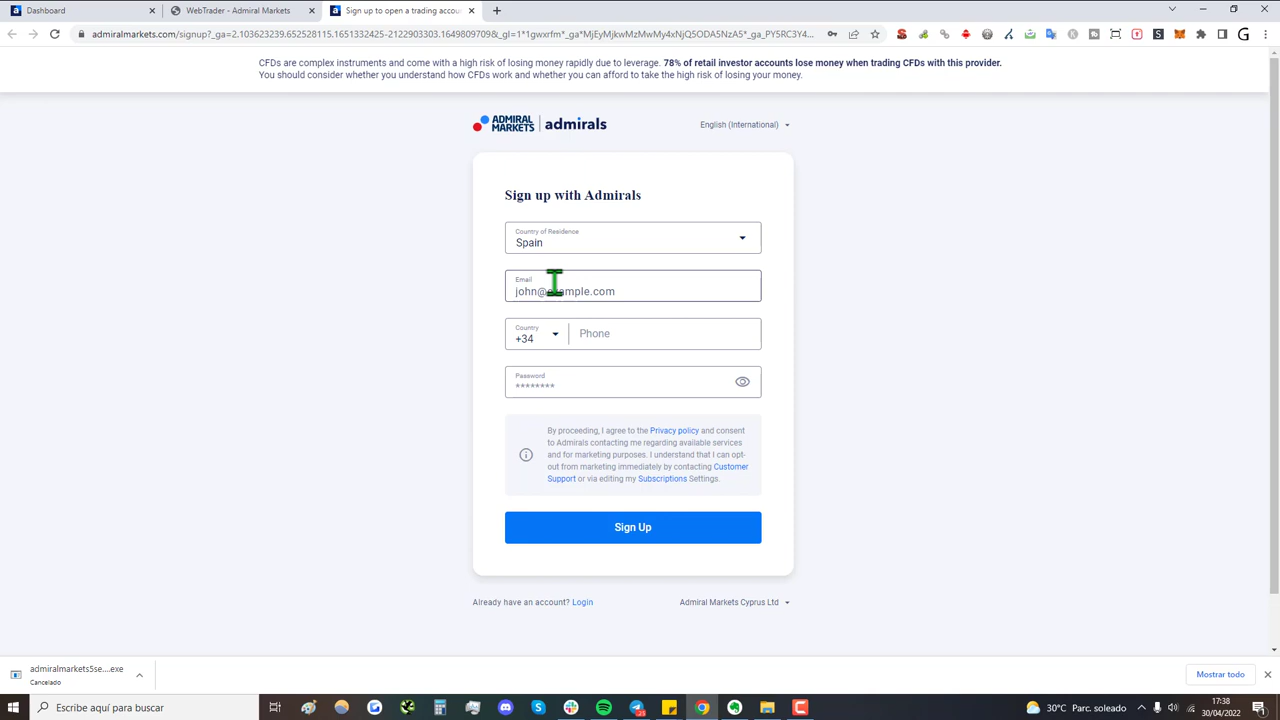 Dashboard
WebTrader - Admiral Markets
Sign up to open a trading accou
admiralmarkets.com/signup?_ga=2.103623239.652528115.1651332425-2122903303.1649809709&_gl=1*1gwxrfm*_ga*MjEyMjkwMzMwMy4xNjQ5ODA5NzA5*_ga_PY5RC3Y4...
CFDs are complex instruments and come with a high risk of losing money rapidly due to leverage. 78% of retail investor accounts lose money when trading CFDs with this provider.
You should consider whether you understand how CFDs work and whether you can afford to take the high risk of losing your money.
ADMIRAL MARKETS admirals
English (International)
Sign up with Admirals
Country of Residence
Spain
Email
john@example.com
Country
+34
Phone
Password
********
By proceeding, I agree to the Privacy policy and consent
to Admirals contacting me regarding available services
and for marketing purposes. I understand that I can opt-
out from marketing immediately by contacting Customer
Support or via editing my Subscriptions Settings.
Sign Up
Already have an account? Login
Admiral Markets Cyprus Ltd
admiralmarkets5se....exe
Cancelado
Mostrar todo
Escribe aquí para buscar
30°C Parc. soleado
17:38
30/04/2022